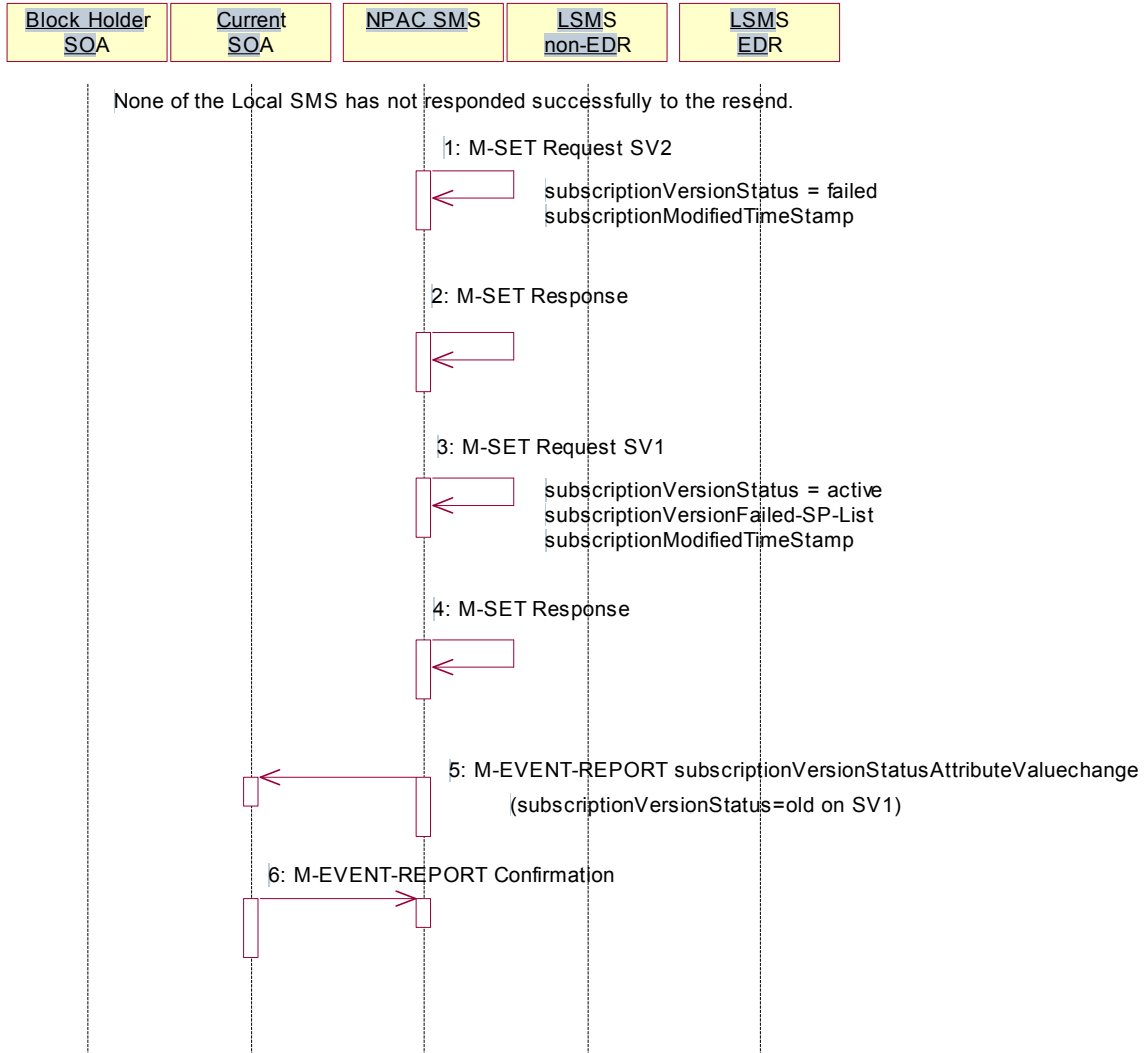 Block Holder
SOA
Current
SOA
NPAC SMS
LSMS
non-EDR
LSMS
EDR
None of the Local SMS has not responded successfully to the resend.
1: M-SET Request SV2
subscriptionVersionStatus = failed
subscriptionModifiedTimeStamp
2: M-SET Response
3: M-SET Request SV1
subscriptionVersionStatus = active
subscriptionVersionFailed-SP-List
subscriptionModifiedTimeStamp
4: M-SET Response
5: M-EVENT-REPORT subscriptionVersionStatusAttributeValuechange
(subscriptionVersionStatus=old on SV1)
6: M-EVENT-REPORT Confirmation